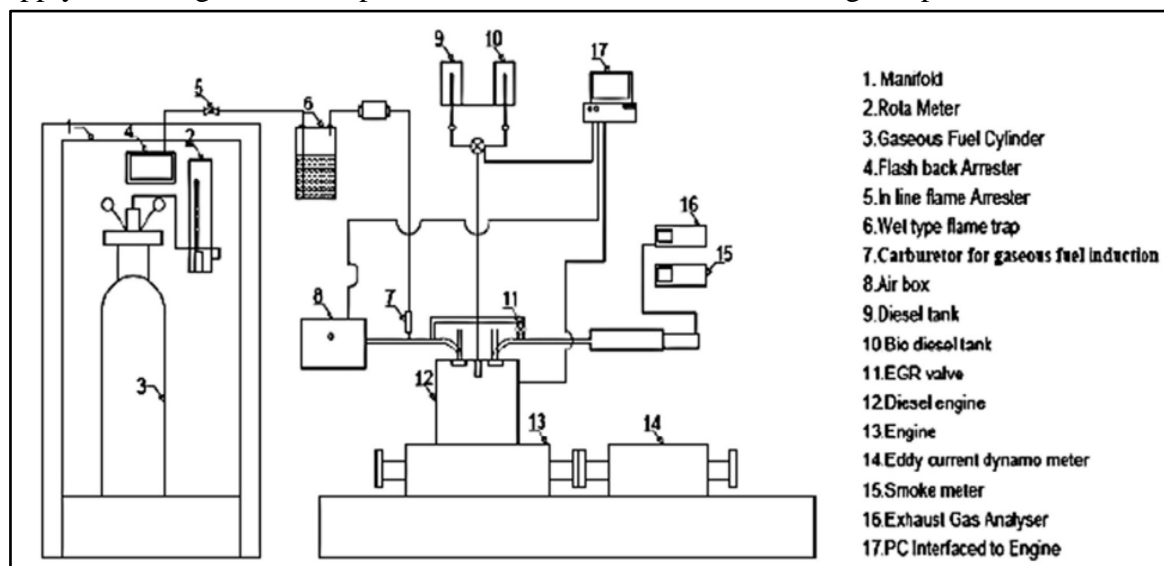 1
4
2
3
5
6
7
8
9
10
17
11
12
13
14
16
15
1. Manifold
2.Rota Meter
3.Gaseous Fuel Cylinder
4.Flash back Arrester
5.In line flame Arrester
6.Wet type flame trap
7.Carburetor for gaseous fuel induction
8.Air box
9.Diesel tank
10 Bio diesel tank
11.EGR valve
12.Diesel engine
13.Engine
14.Eddy current dynamo meter
15.Smoke meter
16.Exhaust Gas Analyser
17.PC Interfaced to Engine